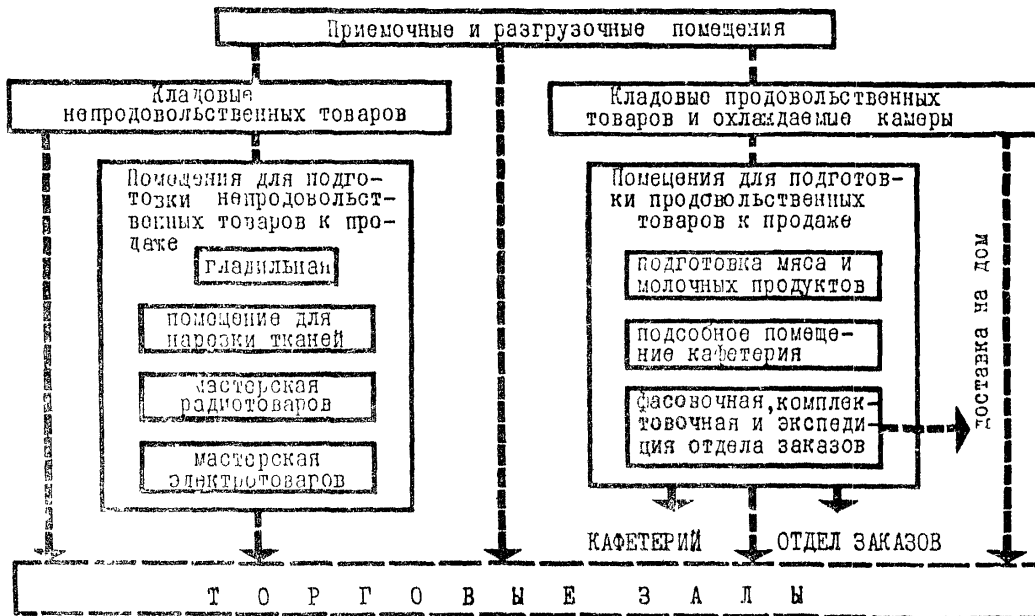 Приемочные и разгрузочные помещения
Кладовые
непродовольственных товаров
Кладовые продовольственных
товаров и охлаждаемые камеры
Помещения для подго-
товки непродовольст-
венных товаров к про-
даже
гладильная
помещение для
нарезки тканей
мастерская
радиотоваров
мастерская
электротоваров
Помещения для подготов-
ки продовольственных
товаров к продаже
подготовка мяса и
молочных продуктов
подсобное помеще-
ние кафетерия
фасовочная, комплек-
товочная и экспеди-
ция отдела заказов
доставка на дом
КАФЕТЕРИЙ
ОТДЕЛ ЗАКАЗОВ
ТОРГОВЫЕ ЗАЛЫ